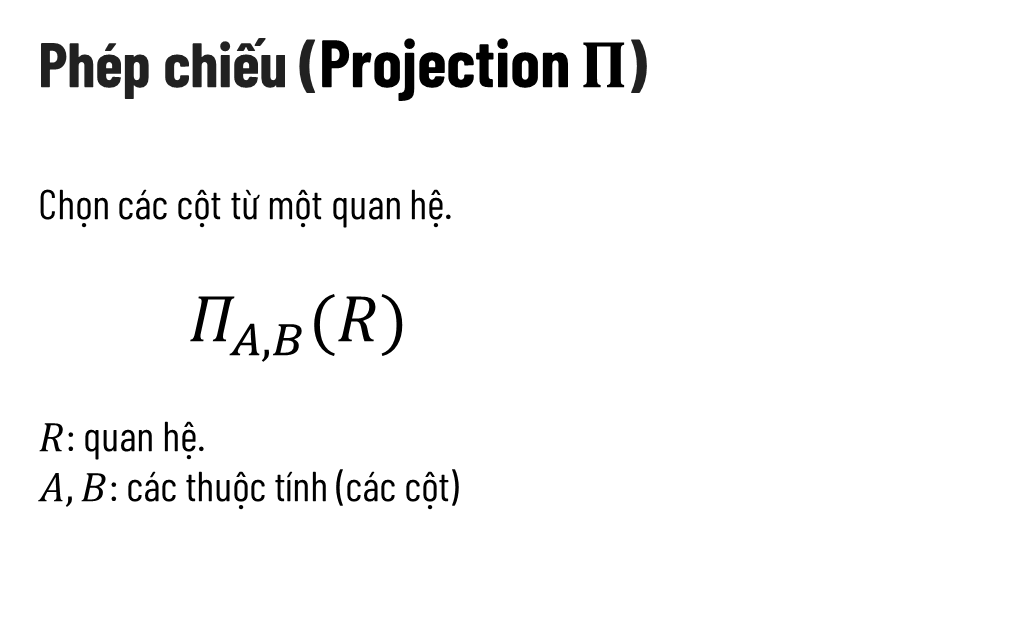 Phép chiếu (Projection Π)
Chọn các cột từ một quan hệ.
Π_{A,B}(R)
R: quan hệ.
A, B: các thuộc tính (các cột)